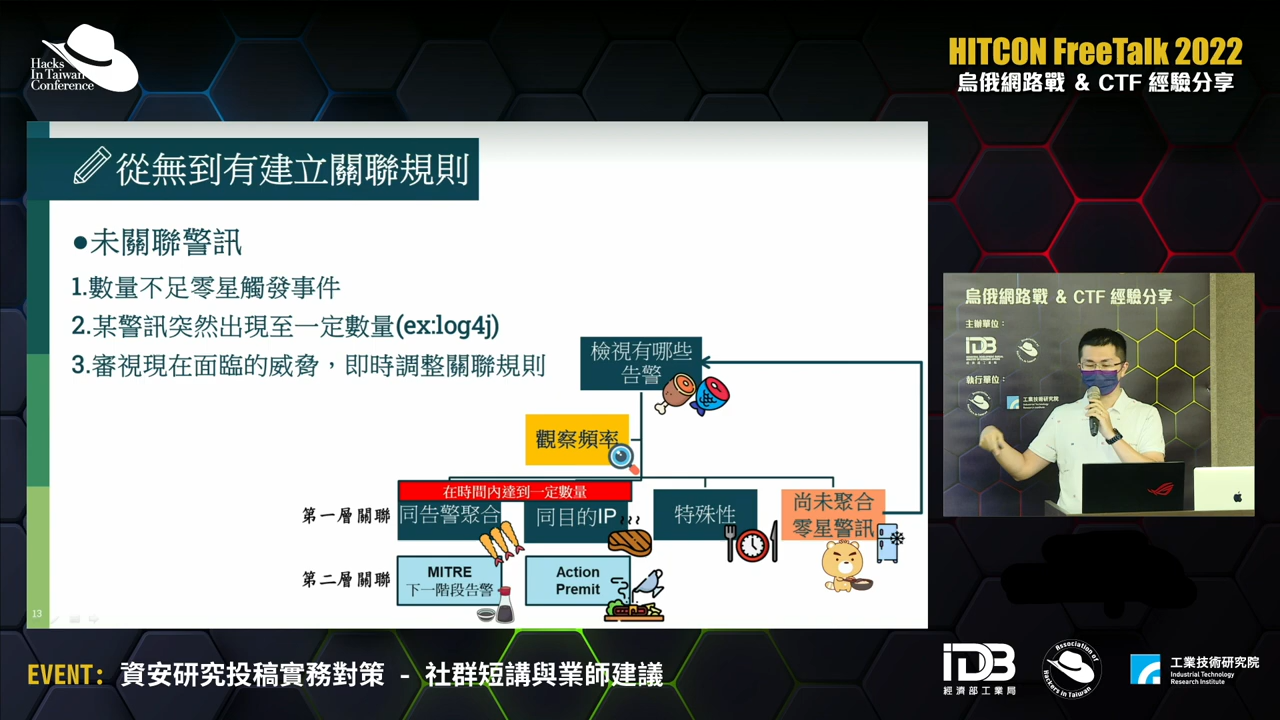 Hacks
In Taiwan
Conference
HITCON FreeTalk 2022
烏俄網路戰 & CTF 經驗分享
從無到有建立關聯規則
●未關聯警訊
1.數量不足零星觸發事件
2.某警訊突然出現至一定數量(ex:log4j)
3.審視現在面臨的威脅，即時調整關聯規則
檢視有哪些
告警
觀察頻率
在時間內達到一定數量
第一層關聯
同告警聚合
同目的IP
特殊性
尚未聚合
零星警訊
第二層關聯
MITRE
下一階段告警
Action
Premit
13
烏俄網路戰 & CTF 經驗分享
主辦單位：
IDB
執行單位：
工業技術研究院
EVENT： 資安研究投稿實務對策 - 社群短講與業師建議
IDB
經濟部工業局
Association of
Hackers in Taiwan
工業技術研究院
Industrial Technology
Research Institute